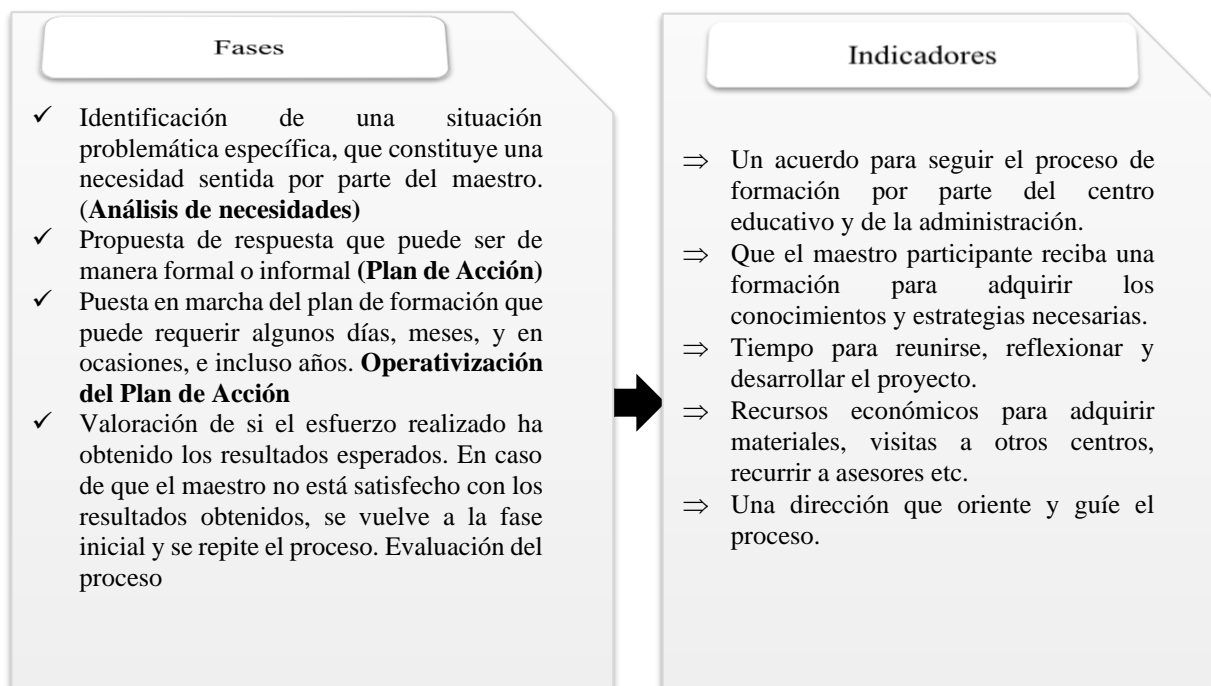 Fases
✓ Identificación de una situación
problemática específica, que constituye una
necesidad sentida por parte del maestro.
(Análisis de necesidades)
✓ Propuesta de respuesta que puede ser de
manera formal o informal (Plan de Acción)
✓ Puesta en marcha del plan de formación que
puede requerir algunos días, meses, y en
ocasiones, e incluso años. Operativización
del Plan de Acción
✓ Valoración de si el esfuerzo realizado ha
obtenido los resultados esperados. En caso
de que el maestro no está satisfecho con los
resultados obtenidos, se vuelve a la fase
inicial y se repite el proceso. Evaluación del
proceso
Indicadores
⇒ Un acuerdo para seguir el proceso de
formación por parte del centro
educativo y de la administración.
⇒ Que el maestro participante reciba una
formación para adquirir los
conocimientos y estrategias necesarias.
⇒ Tiempo para reunirse, reflexionar y
desarrollar el proyecto.
⇒ Recursos económicos para adquirir
materiales, visitas a otros centros,
recurrir a asesores etc.
⇒ Una dirección que oriente y guíe el
proceso.